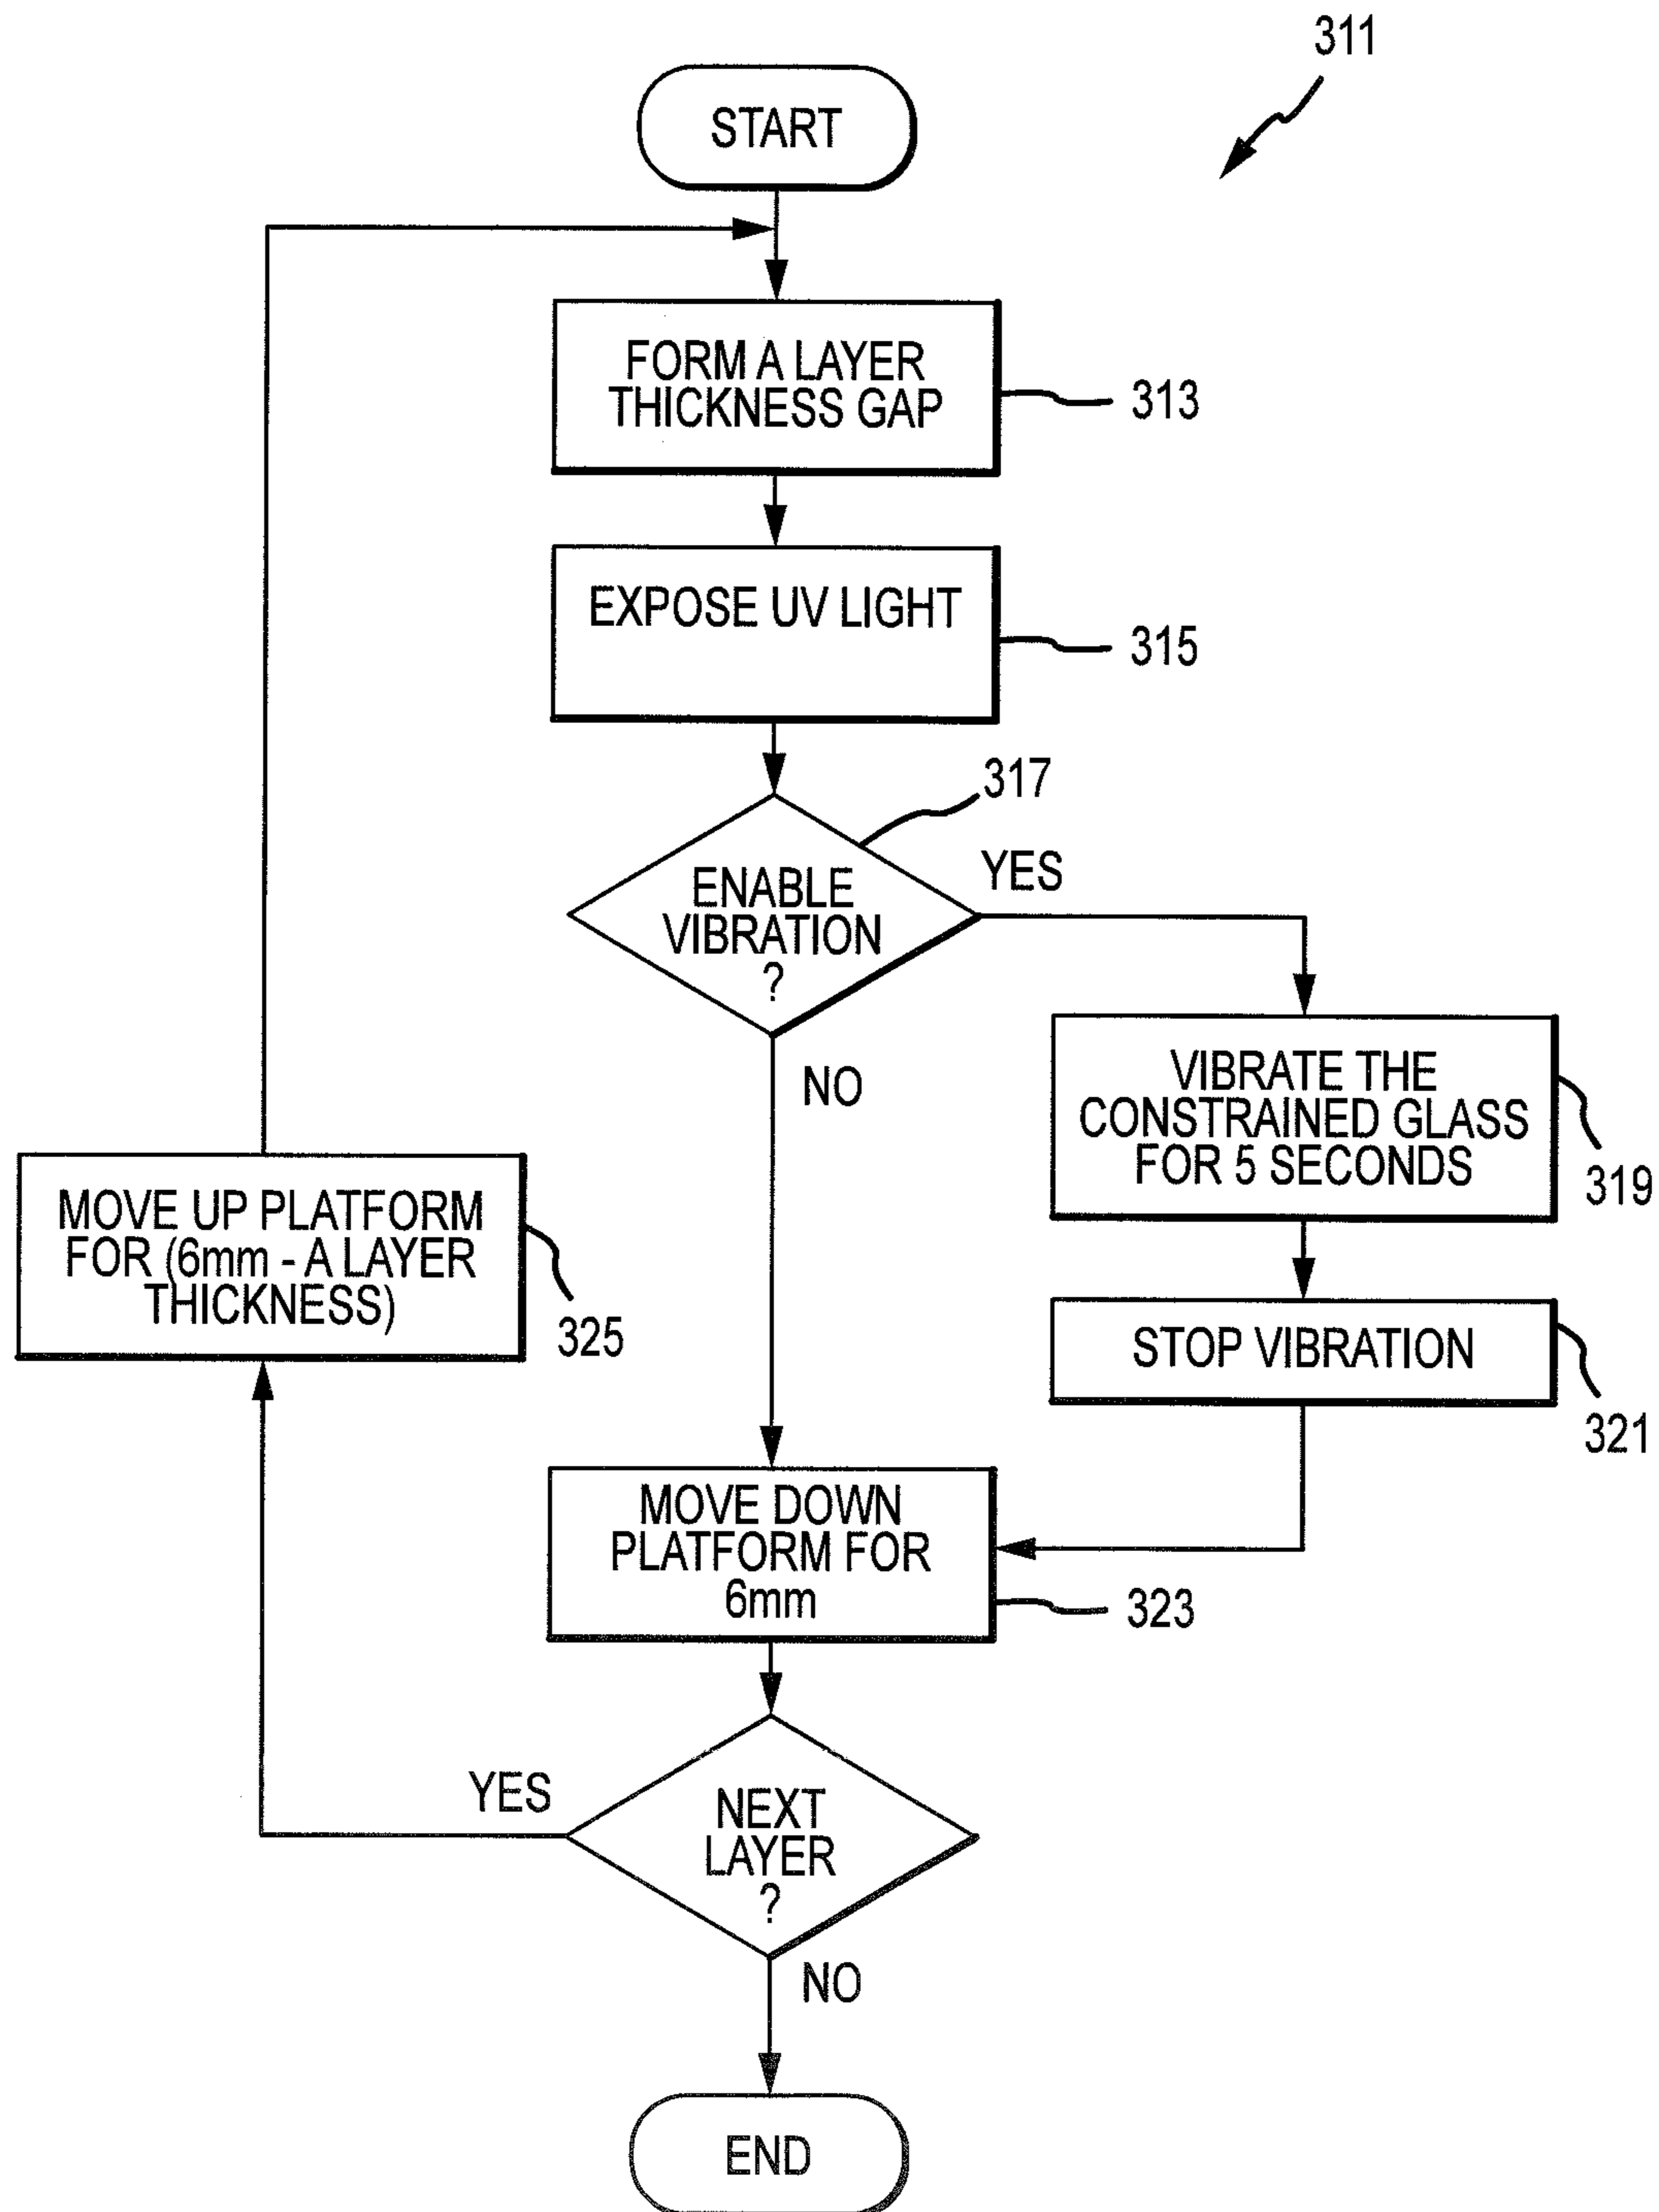 311
START
FORM A LAYER
THICKNESS GAP
313
EXPOSE UV LIGHT
315
317
ENABLE
VIBRATION
?
YES
NO
VIBRATE THE
CONSTRAINED GLASS
FOR 5 SECONDS
319
MOVE UP PLATFORM
FOR (6mm - A LAYER
THICKNESS)
325
STOP VIBRATION
321
MOVE DOWN
PLATFORM FOR
6mm
323
YES
NEXT
LAYER
?
NO
END